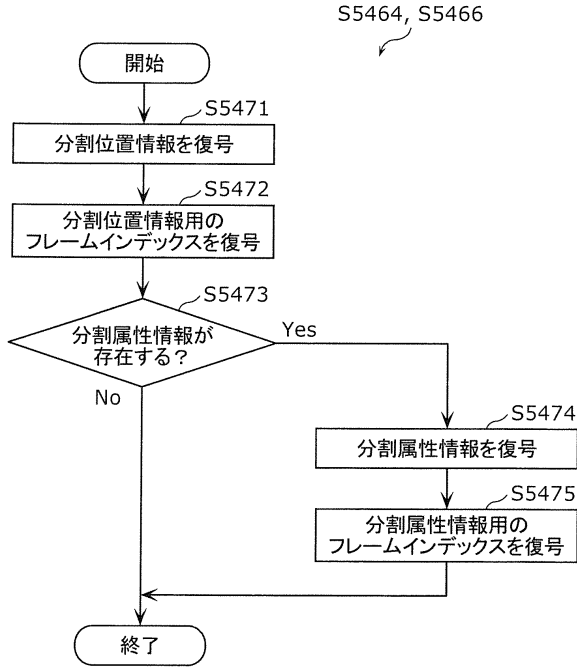 S5464, S5466
開始
S5471
分割位置情報を復号
S5472
分割位置情報用の
フレームインデックスを復号
S5473
分割属性情報が
存在する？
Yes
No
S5474
分割属性情報を復号
S5475
分割属性情報用の
フレームインデックスを復号
終了